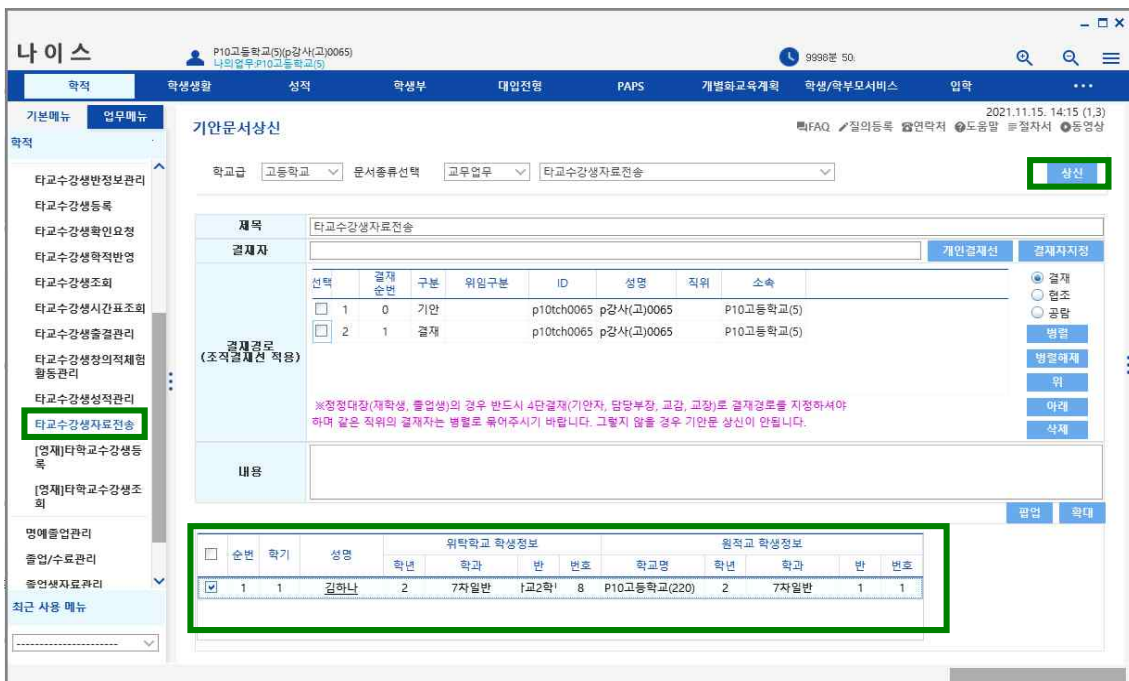 나이스
P10고등학교(5)(p강사(고)0065)
나의업무:P10고등학교(5)
9998분 50.
학적 학생생활 성적 학생부 대입전형 PAPS 개별화교육계획 학생/학부모서비스 입학 ...
기본메뉴 업무메뉴
학적
타교수강생반정보관리
타교수강생등록
타교수강생확인요청
타교수강생학적반영
타교수강생조회
타교수강생시간표조회
타교수강생출결관리
타교수강생창의적체험
활동관리
타교수강생성적관리
타교수강생자료전송
[영재]타학교수강생등
록
[영재]타학교수강생조
회
명예졸업관리
졸업/수료관리
졸업생자료관리
최근 사용 메뉴
----------------------
2021.11.15. 14:15 (1,3)
기안문서상신
FAQ 질의등록 연락처 도움말 절차서 동영상
학교급 고등학교 문서종류선택 교무업무 타교수강생자료전송 상신
제목 타교수강생자료전송
결재자 개인결재선 결재자지정
결재경로
(조직결재선 적용)
선택 결재 순번 구분 위임구분 ID 성명 직위 소속
1 0 기안 p10tch0065 p강사(고)0065 P10고등학교(5)
2 1 결재 p10tch0065 p강사(고)0065 P10고등학교(5)
※정정대장(재학생, 졸업생)의 경우 반드시 4단결재(기안자, 담당부장, 교감, 교장)로 결재경로를 지정하셔야
하며 같은 직위의 결재자는 병렬로 묶어주시기 바랍니다. 그렇지 않을 경우 기안문 상신이 안됩니다.
결재
협조
공람
병렬
병렬해제
위
아래
삭제
내용
팝업 확대
순번 학기 성명 위탁학교 학생정보 원적교 학생정보
학년 학과 반 번호 학교명 학년 학과 반 번호
1 1 김하나 2 7차일반 교2학 8 P10고등학교(220) 2 7차일반 1 1